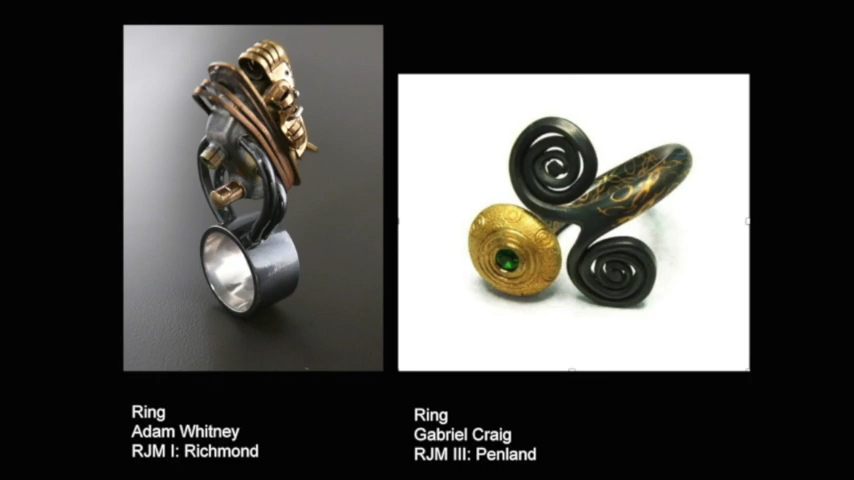 Ring
Adam Whitney
RJM I: Richmond
Ring
Gabriel Craig
RJM III: Penland